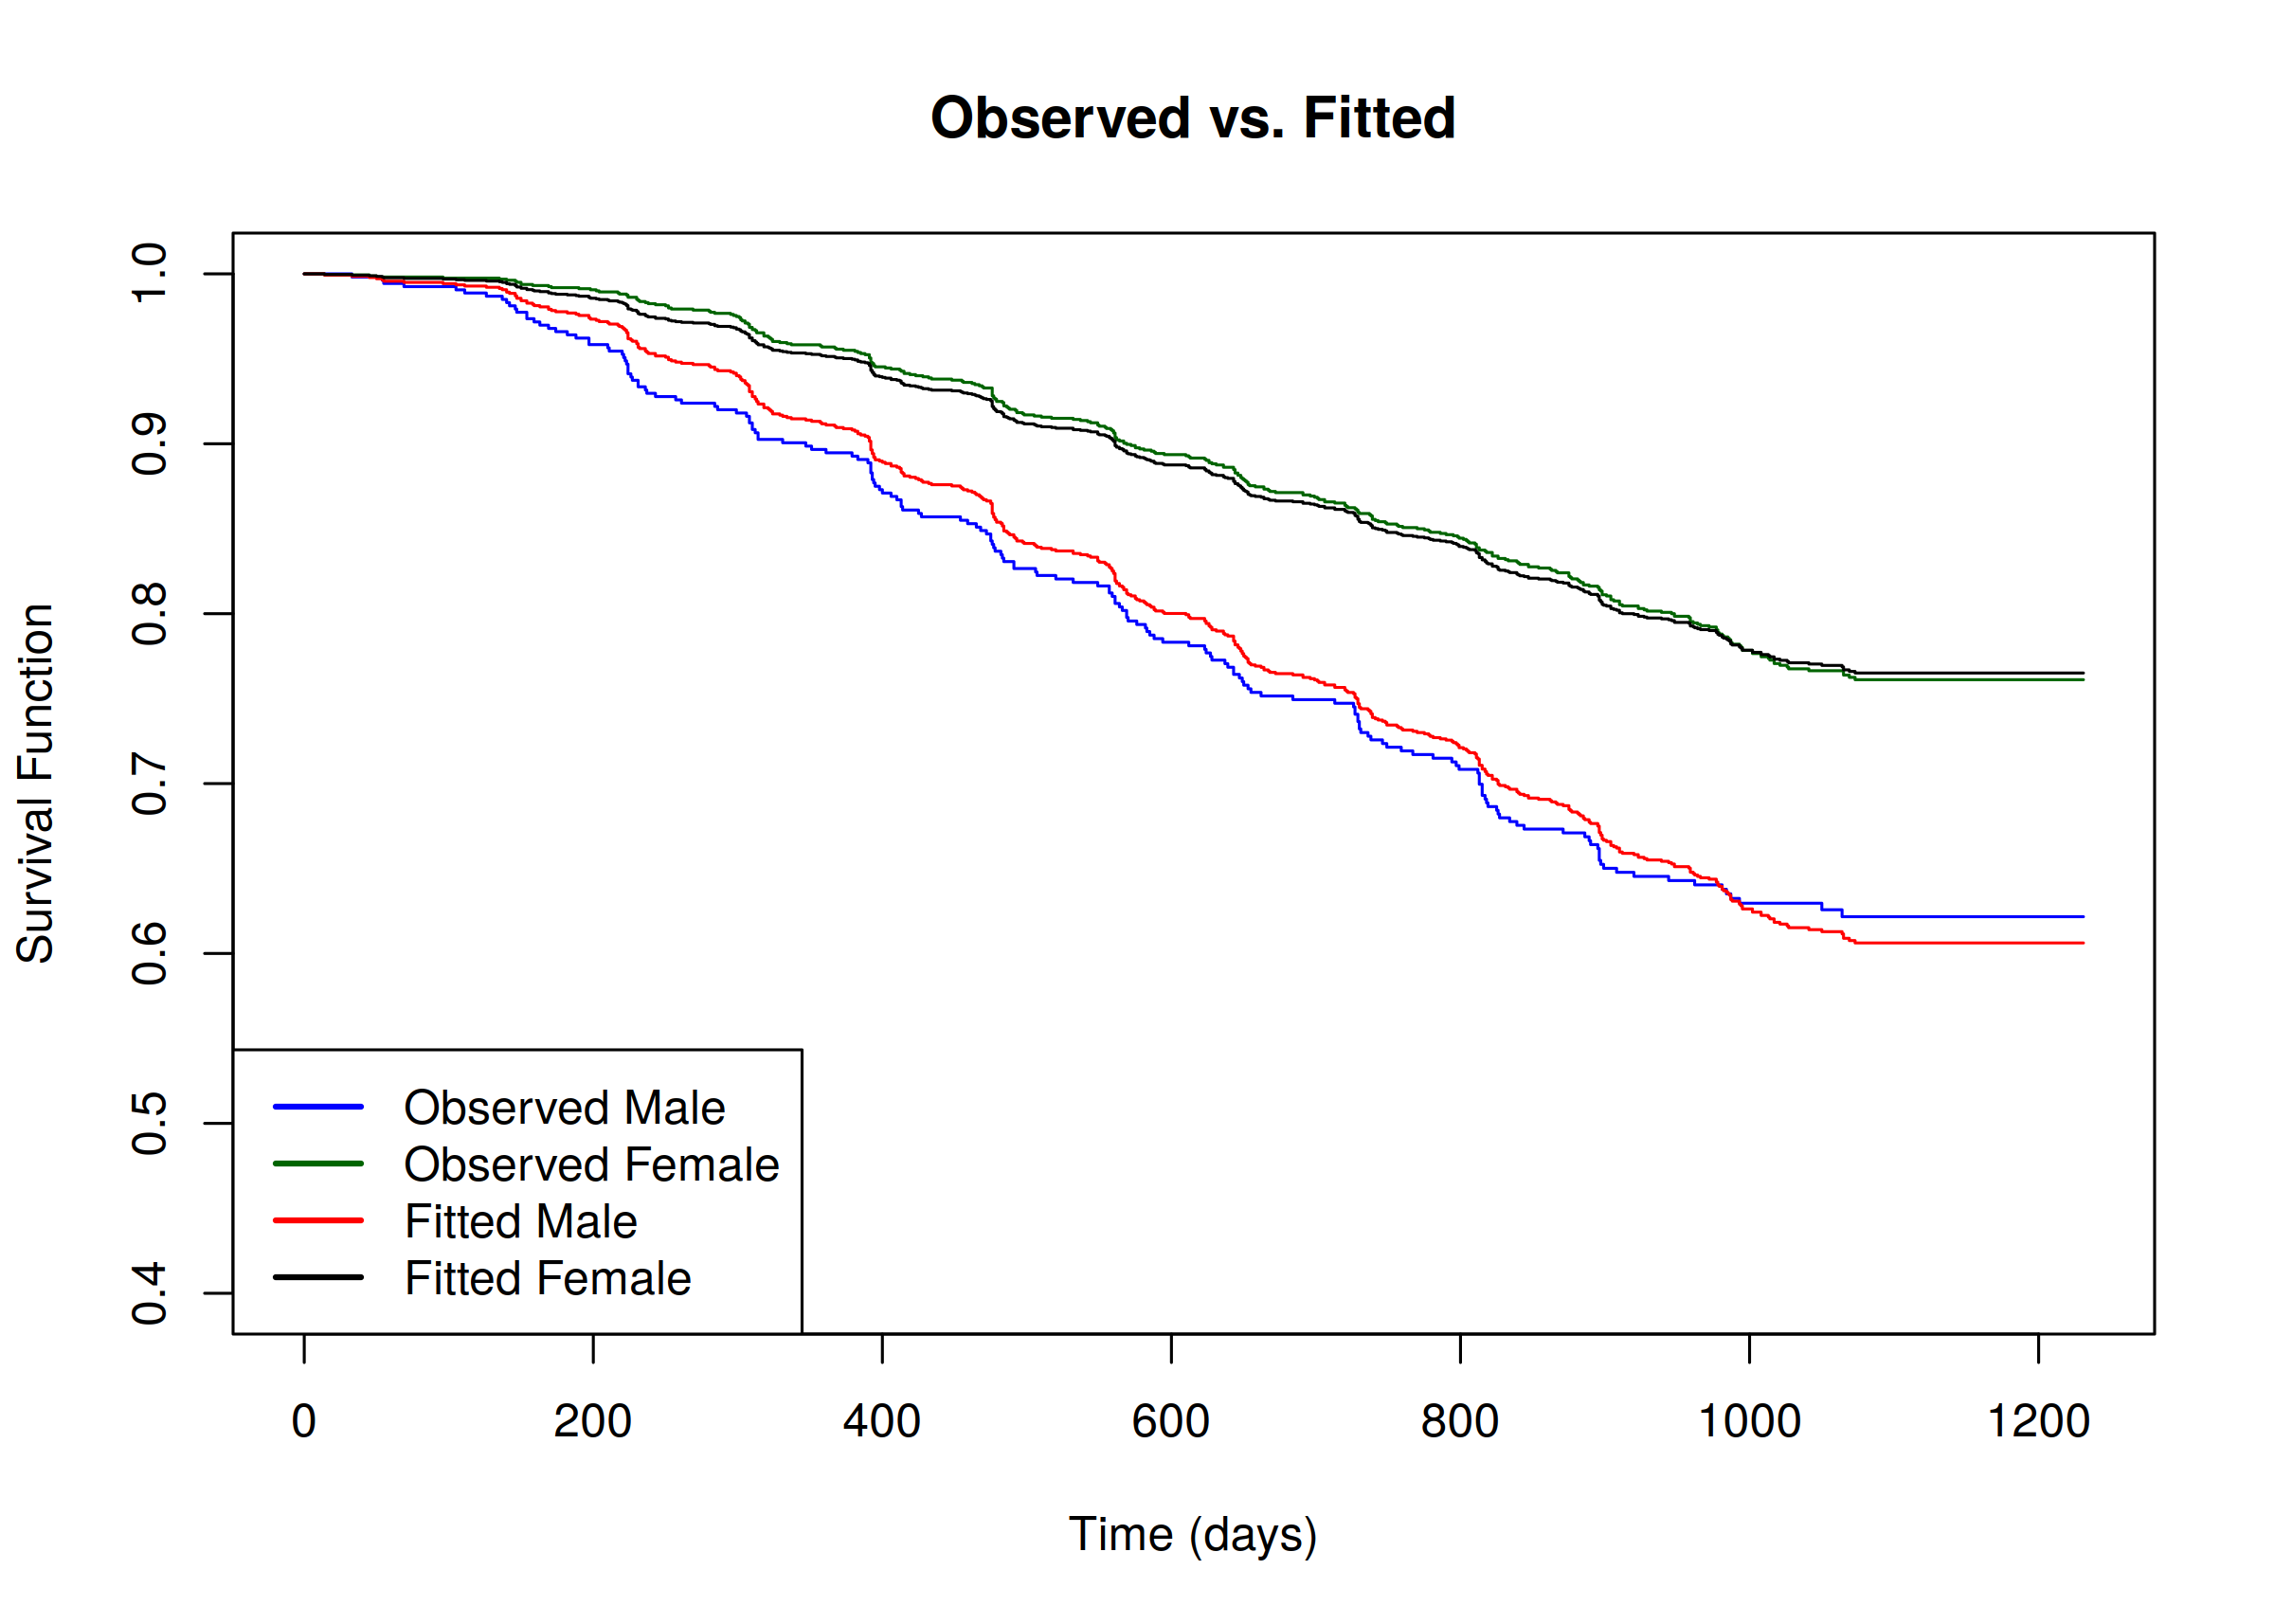 Observed vs. Fitted
Survival Function
1.0
0.9
0.8
0.7
0.6
0.5
0.4
Observed Male
Observed Female
Fitted Male
Fitted Female
0 200 400 600 800 1000 1200
Time (days)